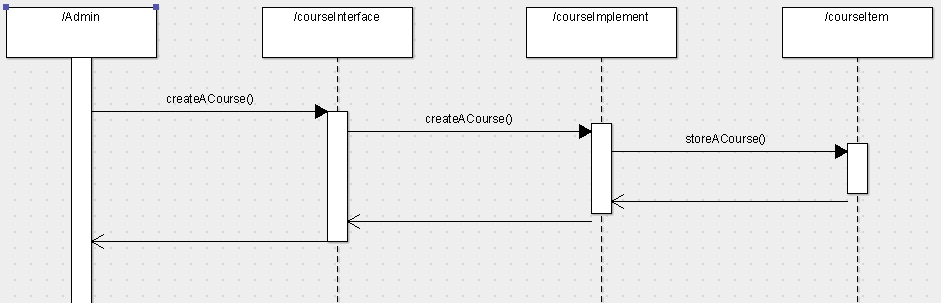 /Admin
/courseInterface
/courseImplement
/courseItem
createACourse()
createACourse()
storeACourse()